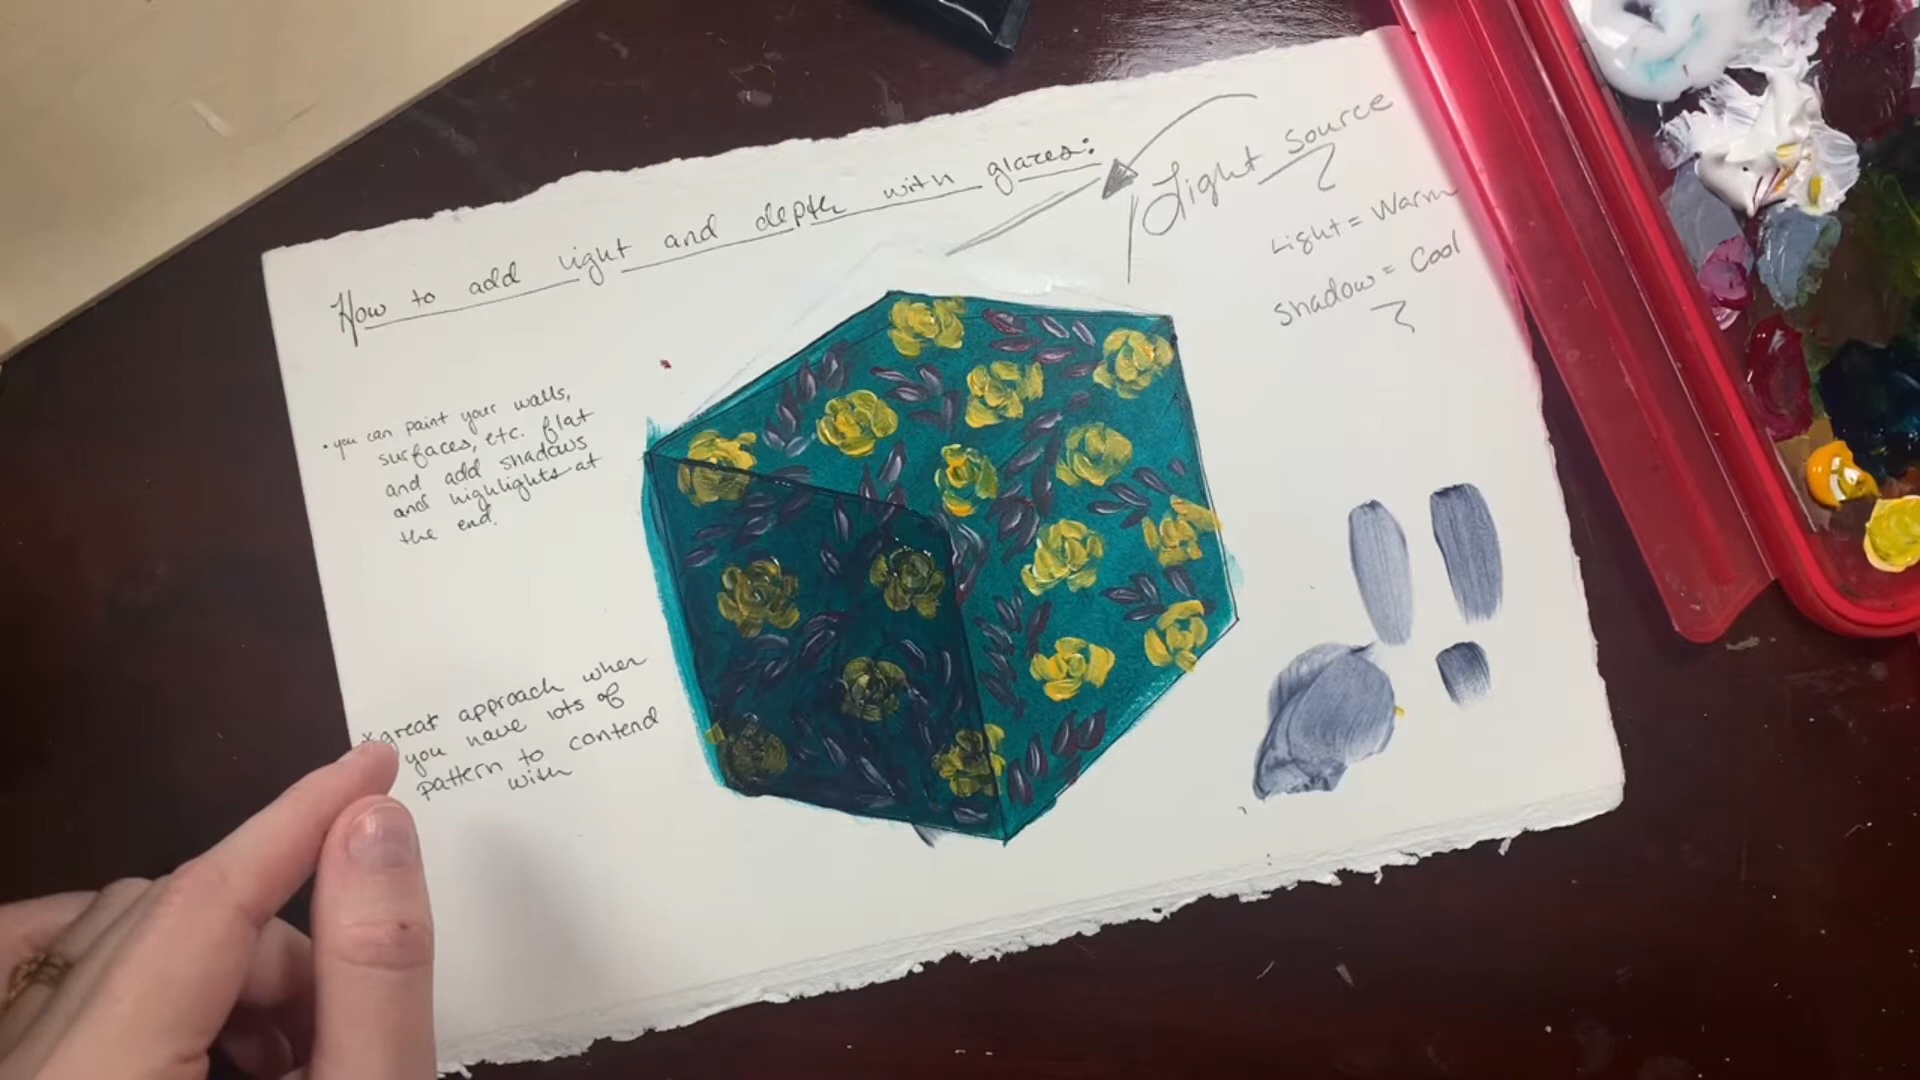 How to add light and depth with glazes:
Light Source
Light = Warm
Shadow = Cool
• you can paint your walls,
surfaces, etc. flat
and add shadows
and highlights at
the end.
*great approach when
you have lots of
pattern to contend
with